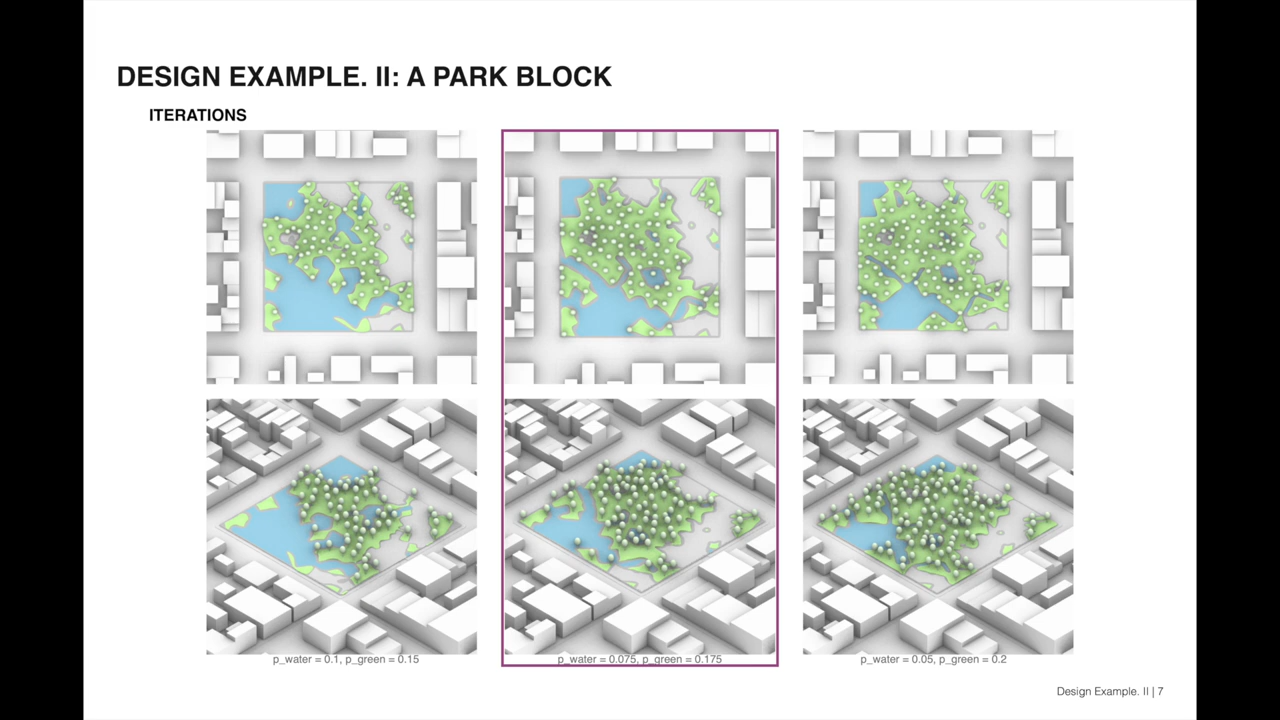 DESIGN EXAMPLE. II: A PARK BLOCK
ITERATIONS
p_water = 0.1, p_green = 0.15
p_water = 0.075, p_green = 0.175
p_water = 0.05, p_green = 0.2
Design Example. II | 7